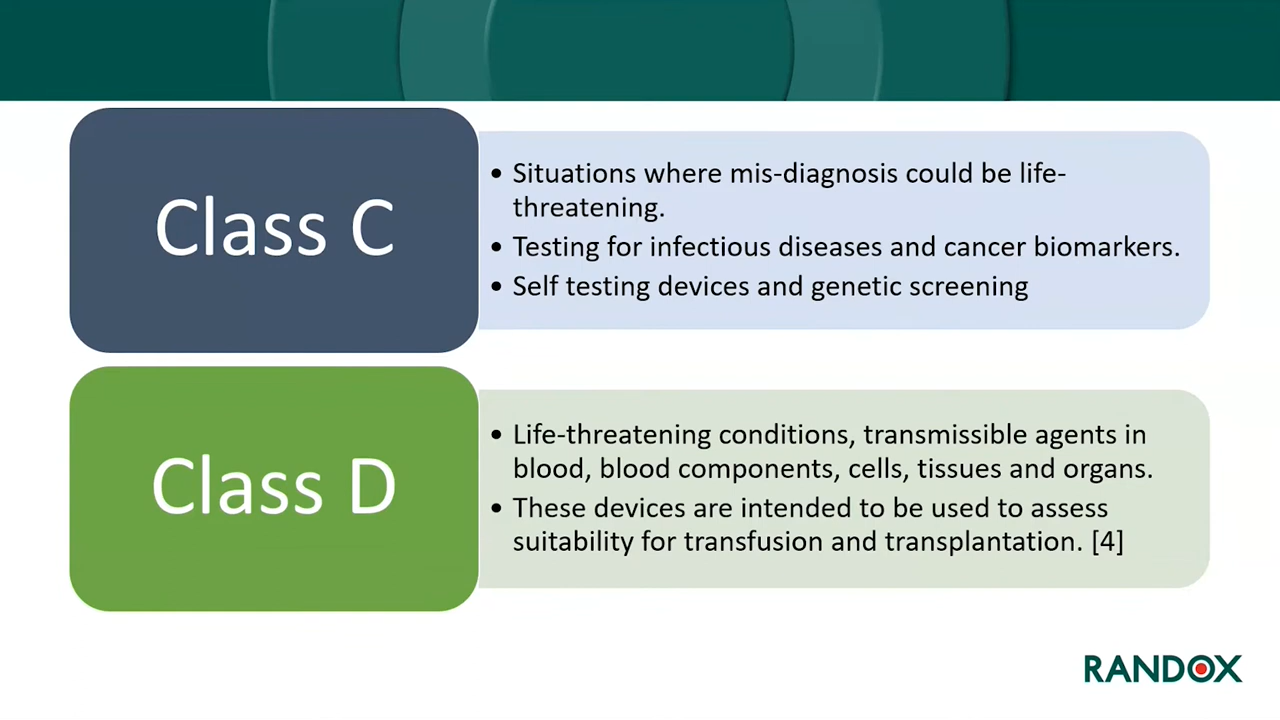 Class C
• Situations where mis-diagnosis could be life-
threatening.
• Testing for infectious diseases and cancer biomarkers.
• Self testing devices and genetic screening
Class D
• Life-threatening conditions, transmissible agents in
blood, blood components, cells, tissues and organs.
• These devices are intended to be used to assess
suitability for transfusion and transplantation. [4]
RANDOX